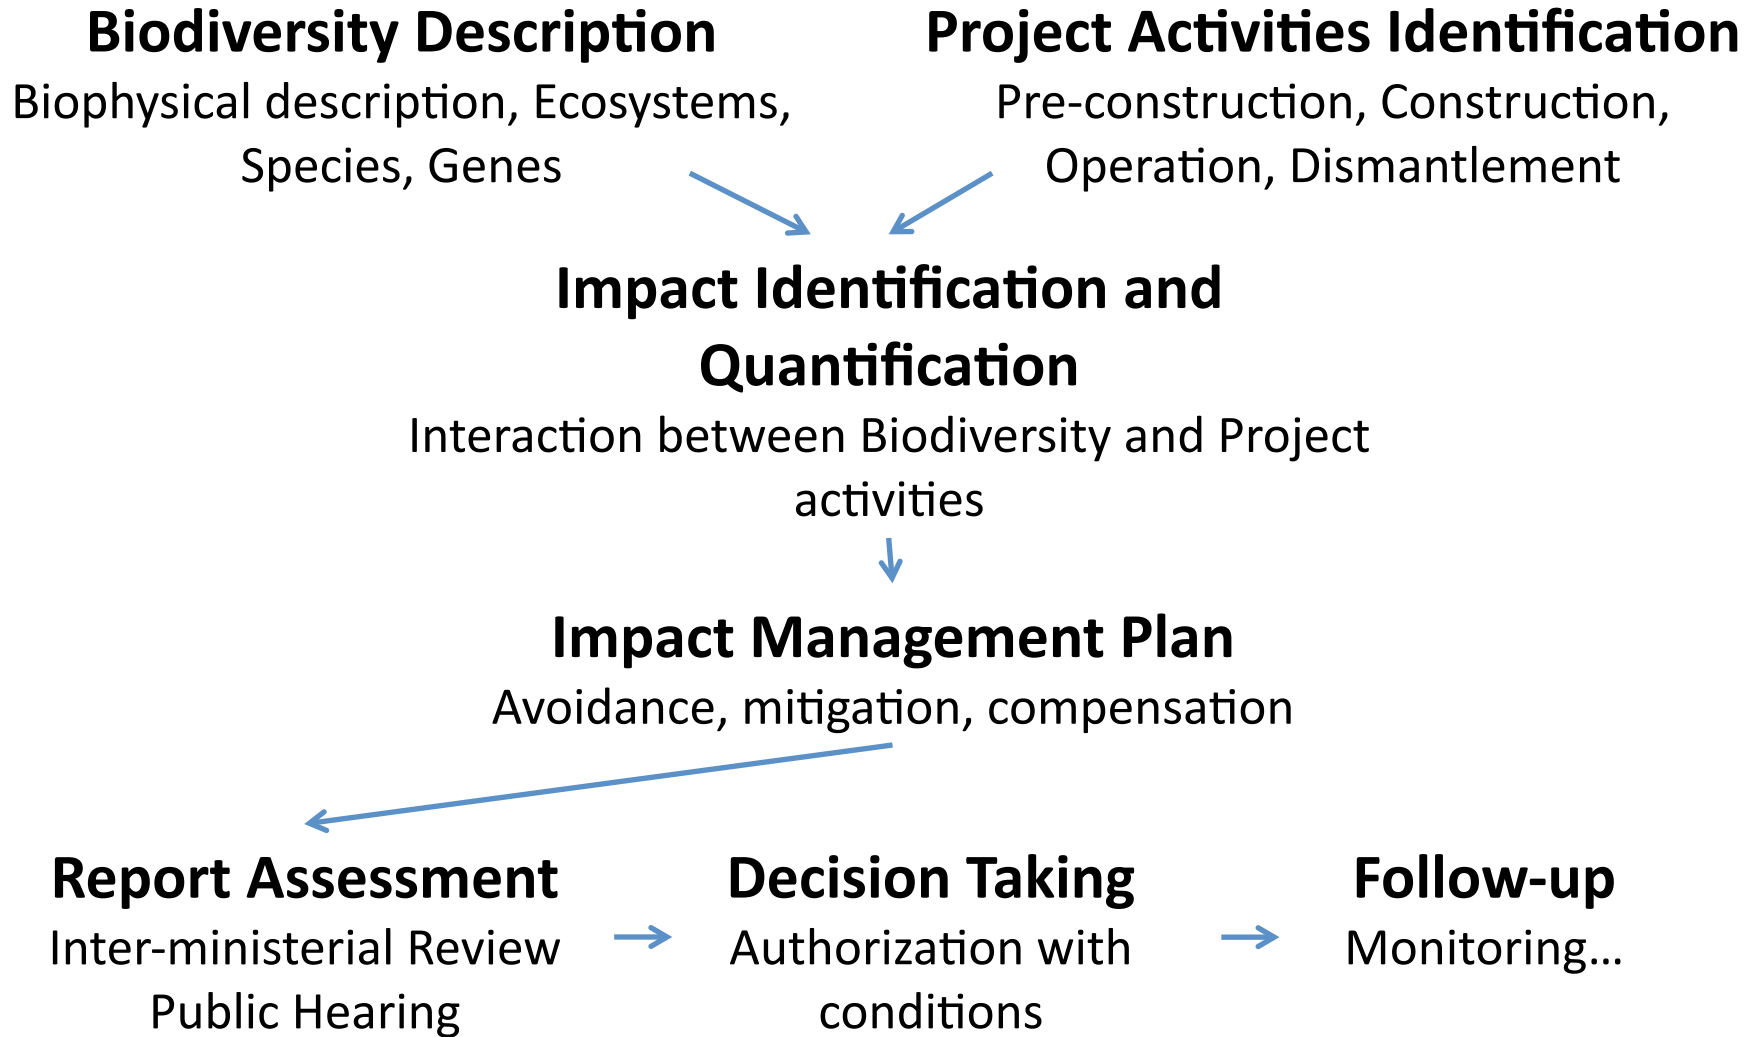 Biodiversity Description
Biophysical description, Ecosystems,
Species, Genes
Project Activities Identification
Pre-construction, Construction,
Operation, Dismantlement
Impact Identification and
Quantification
Interaction between Biodiversity and Project
activities
Impact Management Plan
Avoidance, mitigation, compensation
Report Assessment
Inter-ministerial Review
Public Hearing
Decision Taking
Authorization with
conditions
Follow-up
Monitoring...